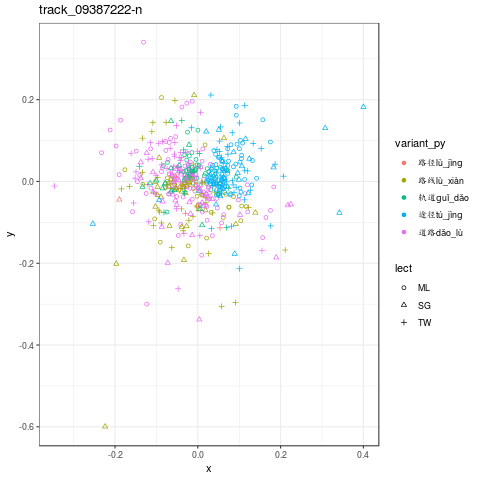 track_09387222-n
0.2
0.0
-0.2
-0.4
-0.6
y
-0.2
0.0
0.2
0.4
x
variant_py
路径lù_jìng
路线lù_xiàn
轨道guǐ_dǎo
途径tú_jìng
道路dào_lù
lect
ML
SG
TW